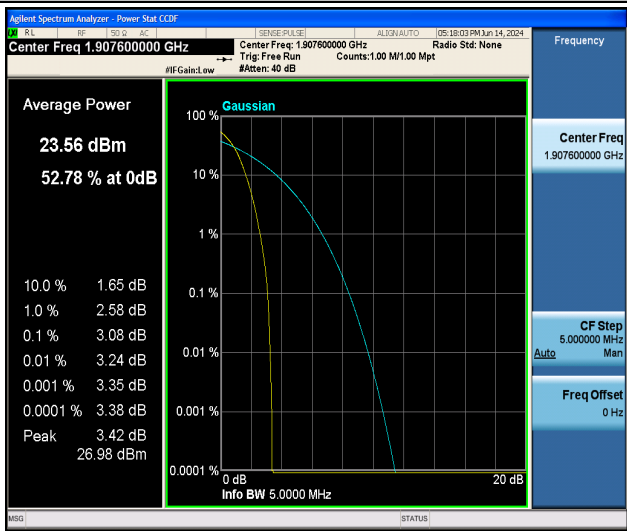 Agilent Spectrum Analyzer - Power Stat CCDF
RL RF 50 Ω AC SENSE:PULSE ALIGN AUTO 05:18:03 PM Jun 14, 2024
Center Freq 1.907600000 GHz
Center Freq: 1.907600000 GHz Radio Std: None
Trig: Free Run Counts:1.00 M/1.00 Mpt
#IFGain:Low #Atten: 40 dB
Frequency
Average Power
23.56 dBm
52.78 % at 0dB
10.0 % 1.65 dB
1.0 % 2.58 dB
0.1 % 3.08 dB
0.01 % 3.24 dB
0.001 % 3.35 dB
0.0001 % 3.38 dB
Peak 3.42 dB
26.98 dBm
Gaussian
100 %
10 %
1 %
0.1 %
0.01 %
0.001 %
0.0001 %
0 dB 20 dB
Info BW 5.0000 MHz
Center Freq
1.907600000 GHz
CF Step
5.000000 MHz
Auto Man
Freq Offset
0 Hz
MSG STATUS